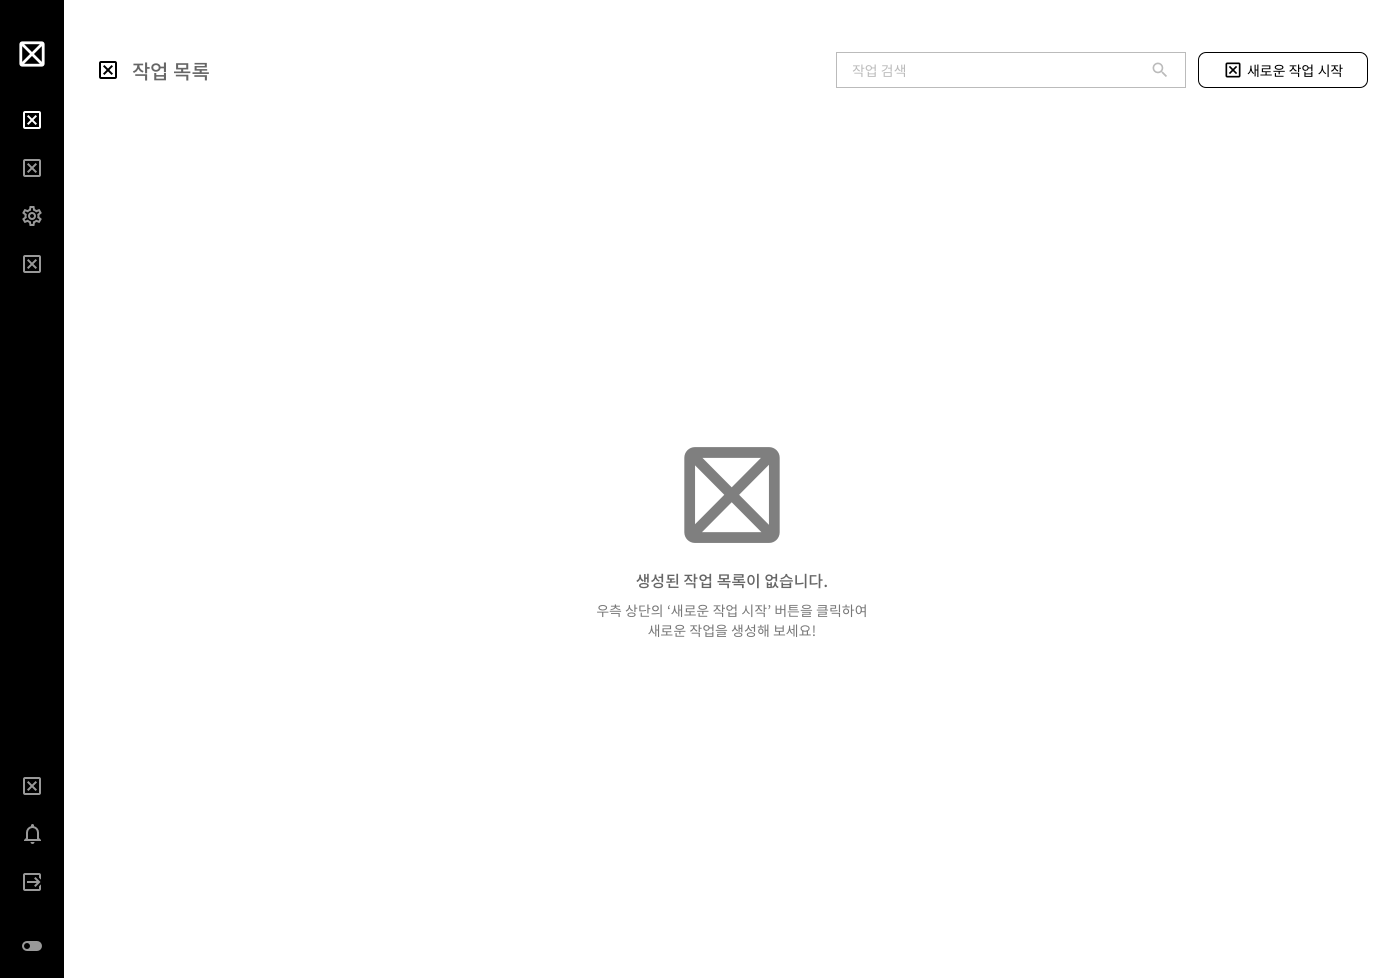 작업 목록
작업 검색
새로운 작업 시작
생성된 작업 목록이 없습니다.
우측 상단의 ‘새로운 작업 시작’ 버튼을 클릭하여
새로운 작업을 생성해 보세요!